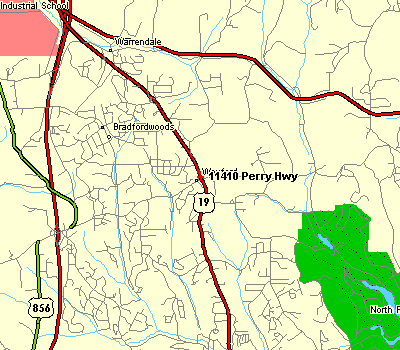 Industrial School
Warrendale
Bradfordwoods
11410 Perry Hwy
19
856
North